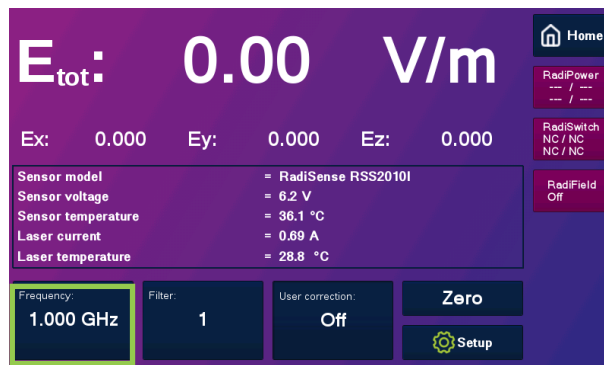 Etot: 0.00 V/m
Home
RadiPower
--- / ---
--- / ---
Ex: 0.000 Ey: 0.000 Ez: 0.000
RadiSwitch
NC / NC
NC / NC
Sensor model = RadiSense RSS2010I
Sensor voltage = 6.2 V
Sensor temperature = 36.1 °C
Laser current = 0.69 A
Laser temperature = 28.8 °C
RadiField
Off
Frequency:
1.000 GHz
Filter:
1
User correction:
Off
Zero
Setup